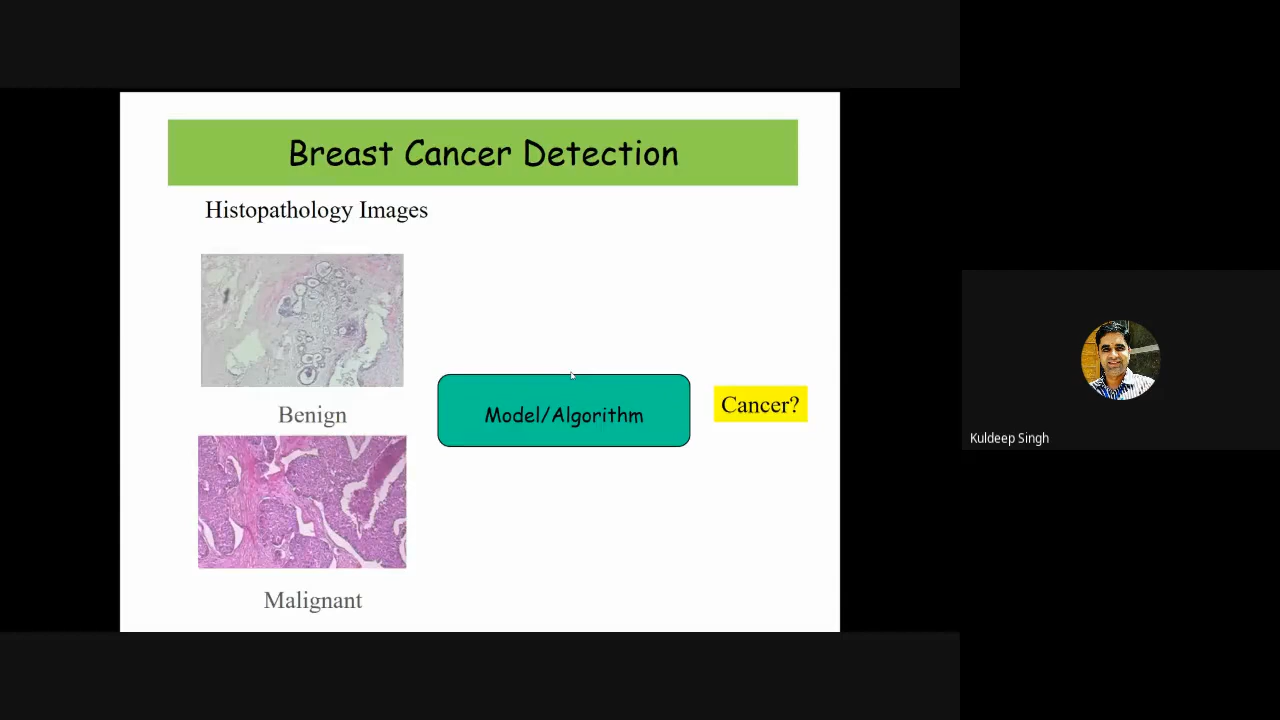 Breast Cancer Detection
Histopathology Images
Benign
Model/Algorithm
Cancer?
Malignant
Kuldeep Singh